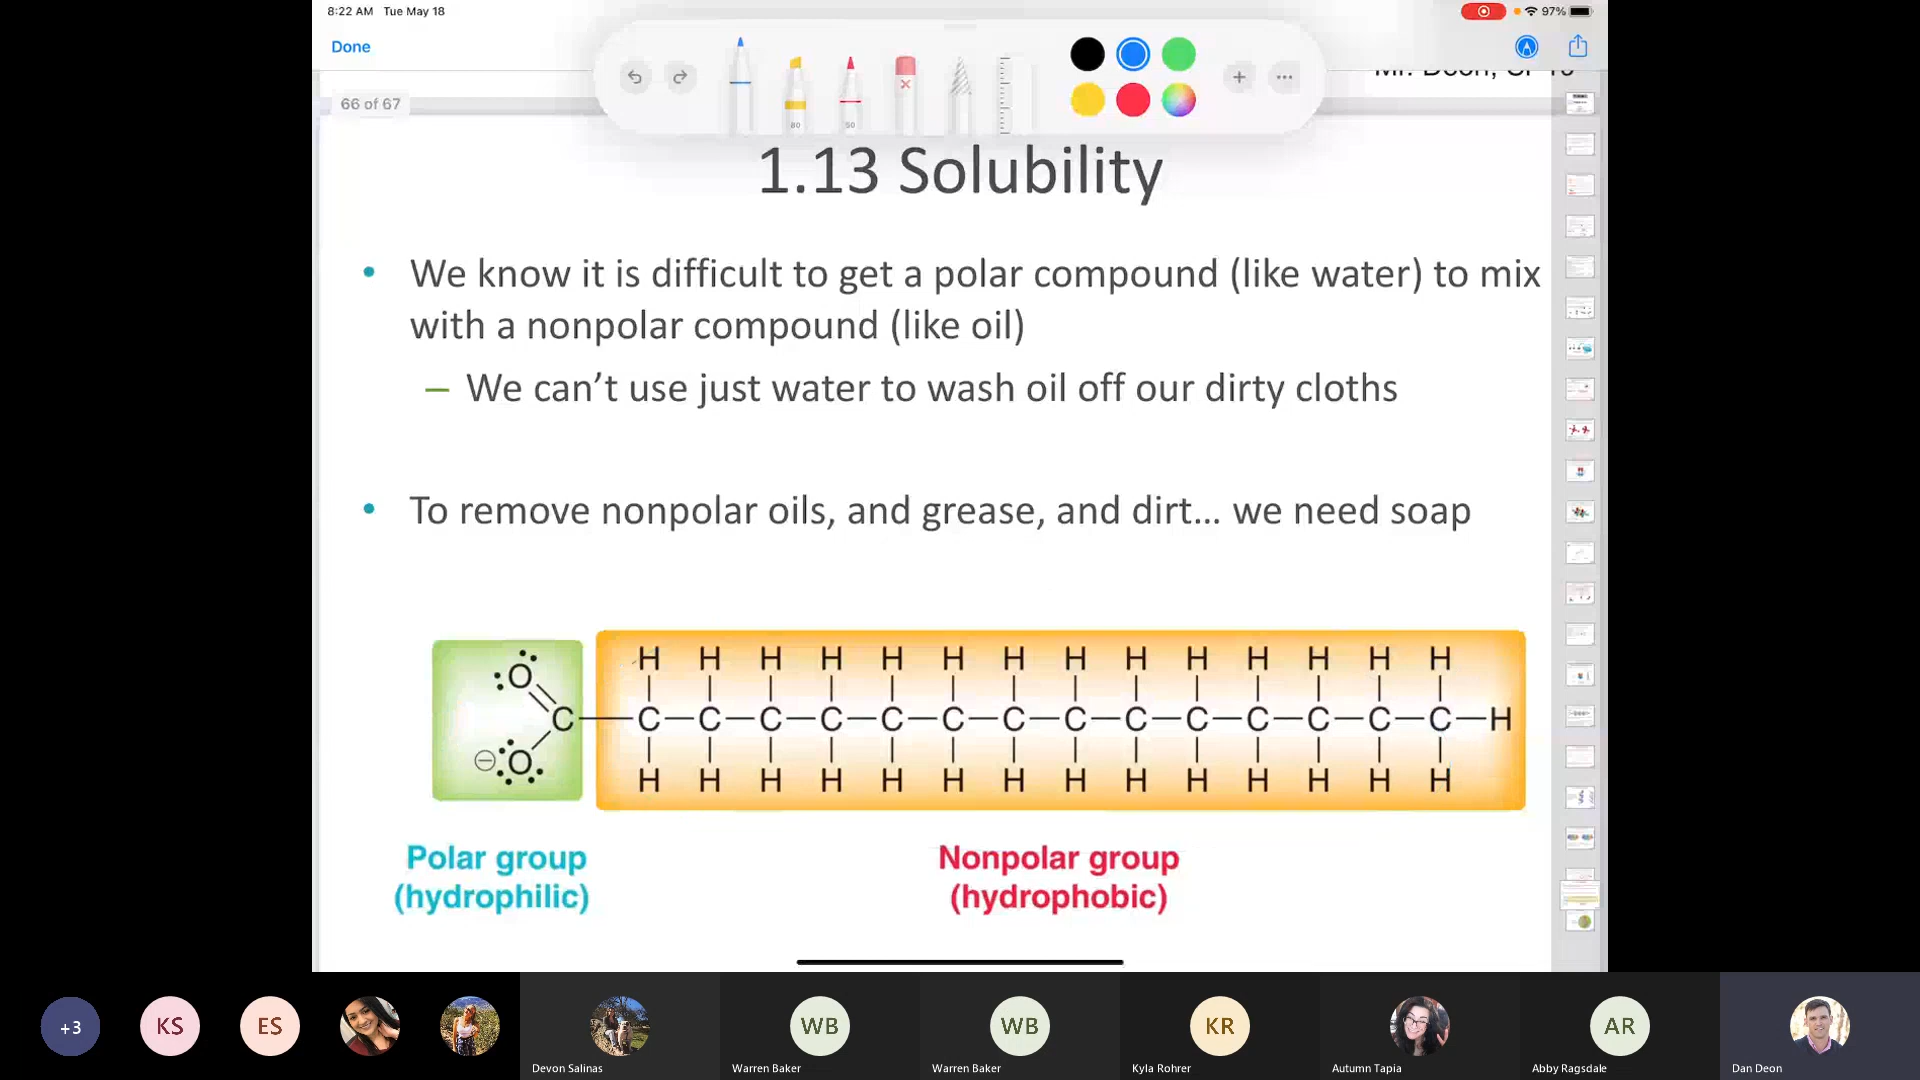 8:22 AM Tue May 18
97%
Done
66 of 67
80
50
1.13 Solubility
• We know it is difficult to get a polar compound (like water) to mix
with a nonpolar compound (like oil)
– We can’t use just water to wash oil off our dirty cloths
• To remove nonpolar oils, and grease, and dirt... we need soap
H H H H H H H H H H H H H H
:O
C—C—C—C—C—C—C—C—C—C—C—C—C—C—C—H
⊖ O
H H H H H H H H H H H H H H
Polar group
(hydrophilic)
Nonpolar group
(hydrophobic)
+3
KS
ES
WB
WB
KR
AR
Devon Salinas
Warren Baker
Warren Baker
Kyla Rohrer
Autumn Tapia
Abby Ragsdale
Dan Deon